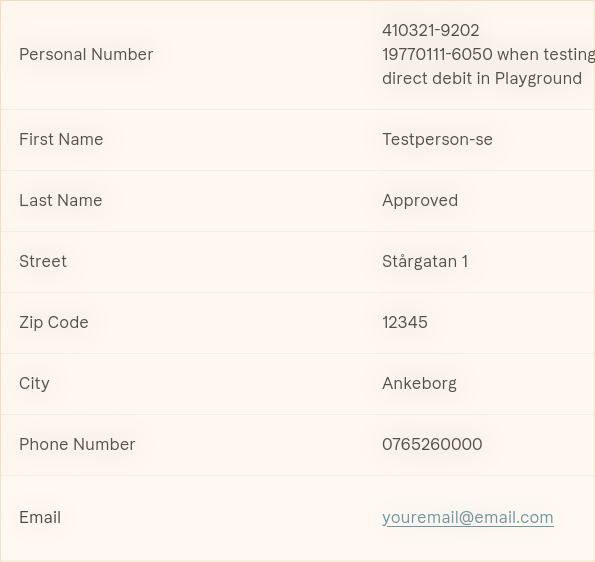 Personal Number
410321-9202
19770111-6050 when testing
direct debit in Playground
First Name
Testperson-se
Last Name
Approved
Street
Stårgatan 1
Zip Code
12345
City
Ankeborg
Phone Number
0765260000
Email
youremail@email.com